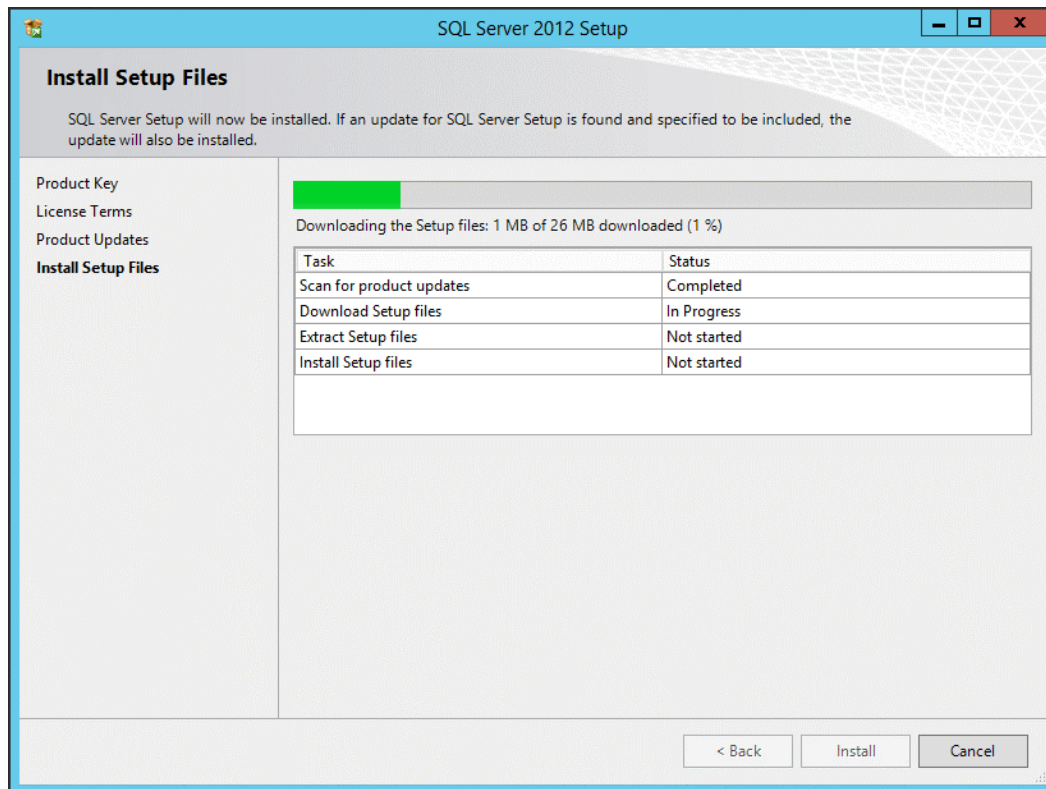 SQL Server 2012 Setup
Install Setup Files
SQL Server Setup will now be installed. If an update for SQL Server Setup is found and specified to be included, the
update will also be installed.
Product Key
License Terms
Product Updates
Install Setup Files
Downloading the Setup files: 1 MB of 26 MB downloaded (1 %)
Task Status
Scan for product updates Completed
Download Setup files In Progress
Extract Setup files Not started
Install Setup files Not started
< Back Install Cancel